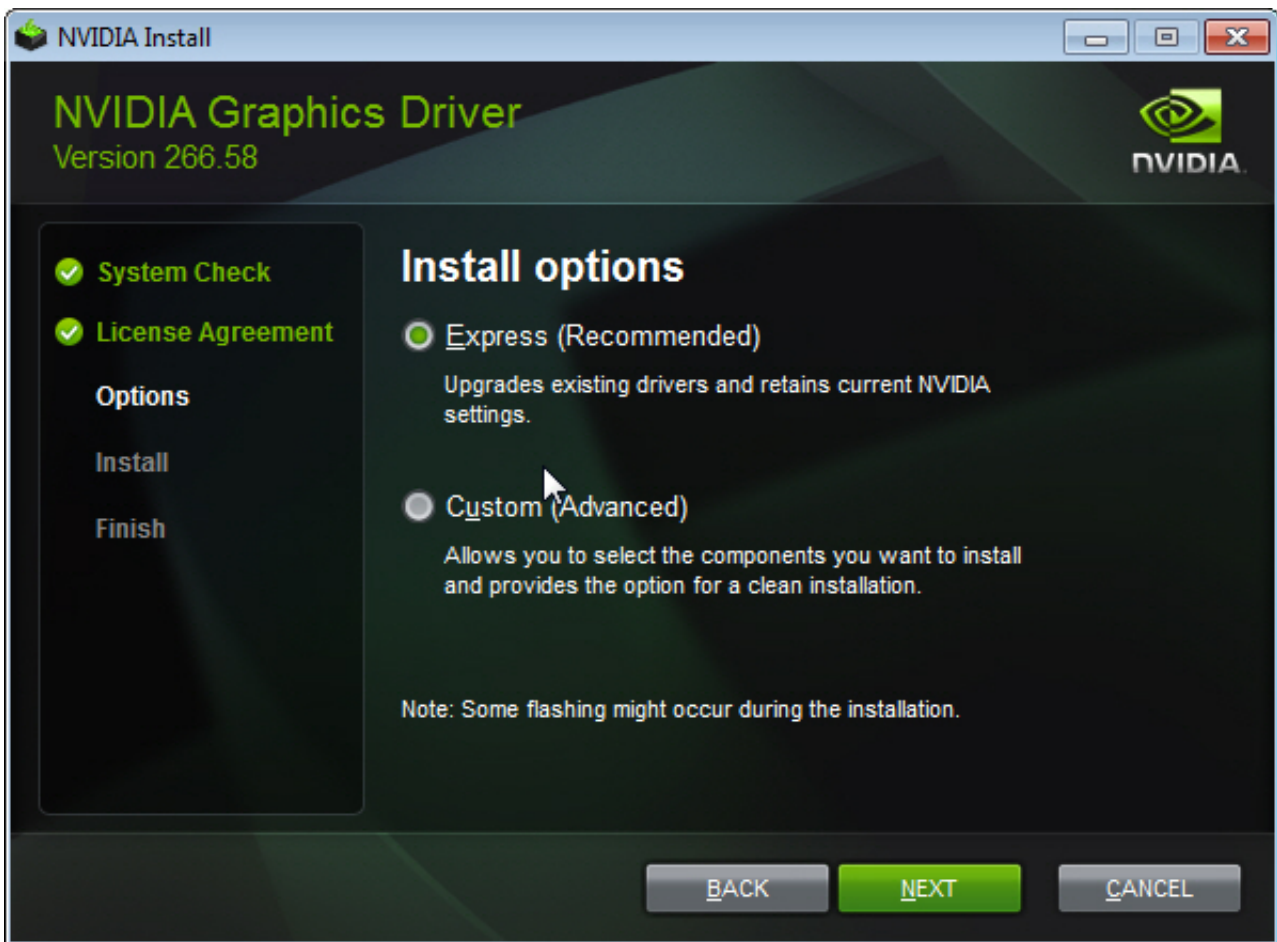 NVIDIA Install
NVIDIA Graphics Driver
Version 266.58
NVIDIA.
System Check
License Agreement
Options
Install
Finish
Install options
Express (Recommended)
Upgrades existing drivers and retains current NVIDIA
settings.
Custom (Advanced)
Allows you to select the components you want to install
and provides the option for a clean installation.
Note: Some flashing might occur during the installation.
BACK
NEXT
CANCEL